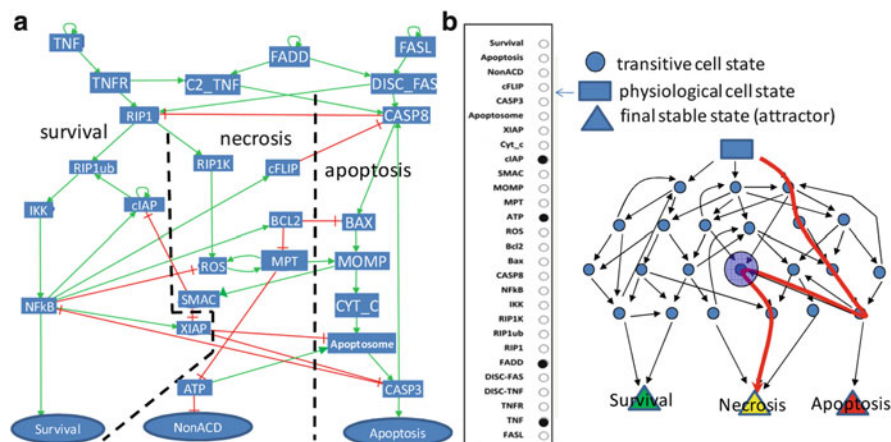 a
TNF
FADD
FASL
TNFR
C2_TNF
DISC_FAS
RIP1
CASP8
survival
necrosis
apoptosis
RIP1ub
RIP1K
cFLIP
IKK
cIAP
BCL2
BAX
ROS
MPT
MOMP
NFkB
SMAC
CYT_C
XIAP
Apoptosome
ATP
CASP3
Survival
NonACD
Apoptosis
b
Survival
Apoptosis
NonACD
cFLIP
CASP3
Apoptosome
XIAP
Cyt_c
cIAP
SMAC
MOMP
MPT
ATP
ROS
Bcl2
Bax
CASP8
NFkB
IKK
RIP1K
RIP1ub
RIP1
FADD
DISC-FAS
DISC-TNF
TNFR
TNF
FASL
transitive cell state
physiological cell state
final stable state (attractor)
Survival
Necrosis
Apoptosis